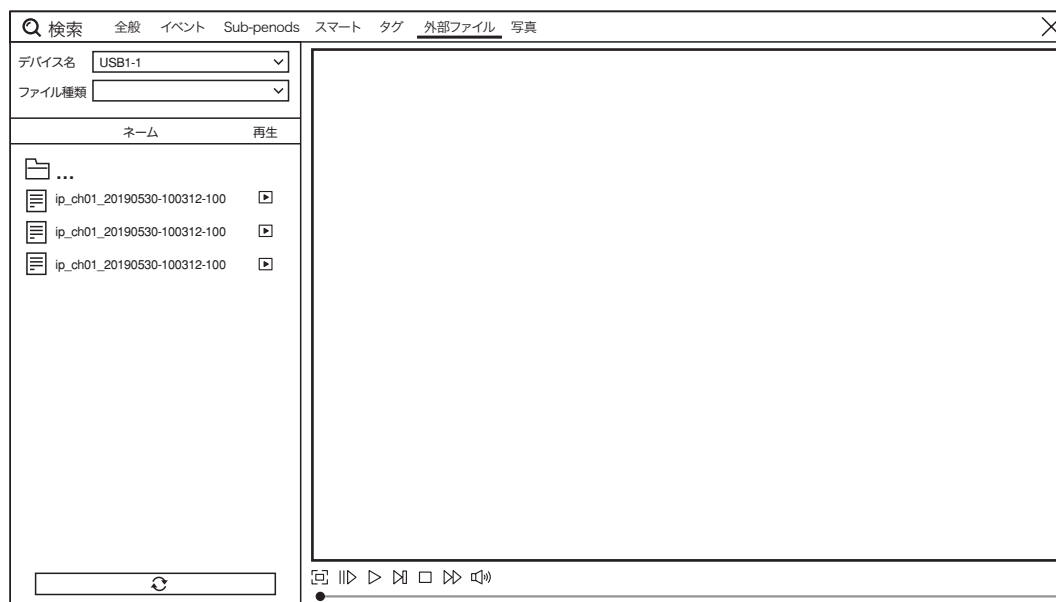 検索 全般 イベント Sub-penods スマート タグ 外部ファイル 写真
デバイス名 USB1-1
ファイル種類
ネーム 再生
...
ip_ch01_20190530-100312-100
ip_ch01_20190530-100312-100
ip_ch01_20190530-100312-100